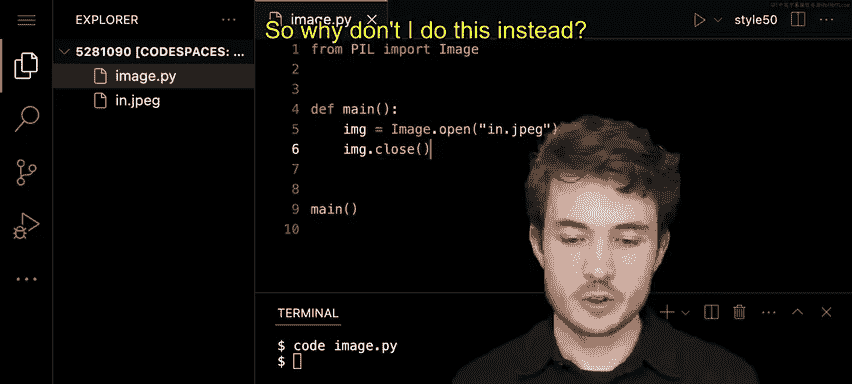 So why don't I do this instead?
EXPLORER
image.py
style50
5281090 [CODESPACES: ...
image.py
in.jpeg
1 from PIL import Image
2
3
4 def main():
5 img = Image.open("in.jpeg")
6 img.close()
7
8
9 main()
10
TERMINAL
$ code image.py
$